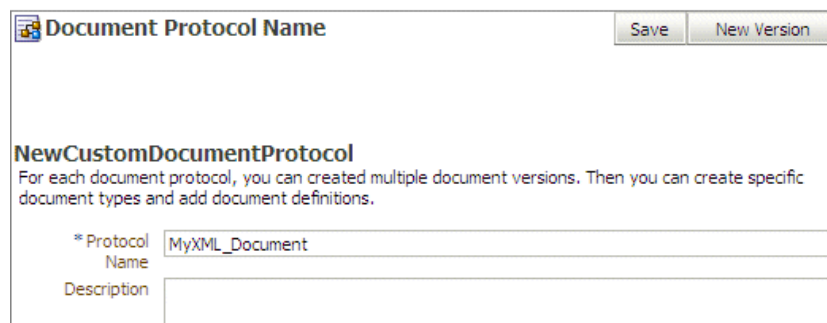 Document Protocol Name
Save
New Version
NewCustomDocumentProtocol
For each document protocol, you can created multiple document versions. Then you can create specific
document types and add document definitions.
* Protocol
Name
MyXML_Document
Description